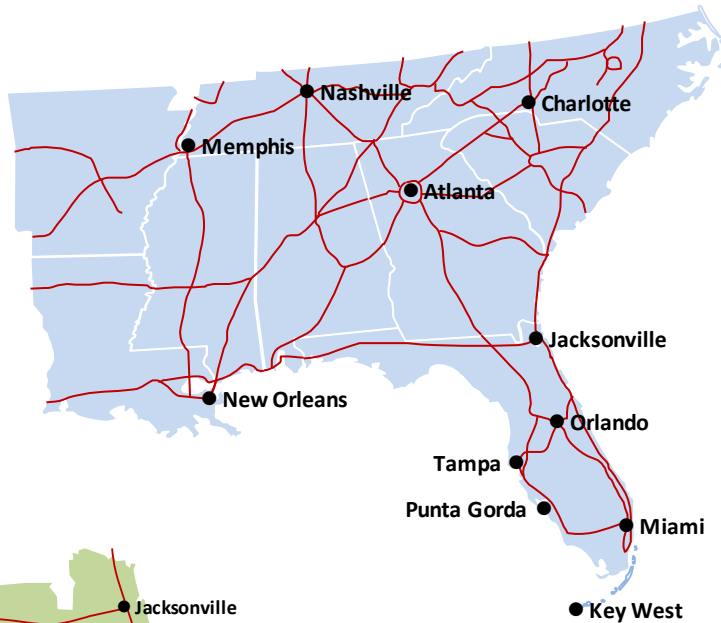 Nashville
Charlotte
Memphis
Atlanta
Jacksonville
New Orleans
Orlando
Tampa
Punta Gorda
Miami
Jacksonville
Key West